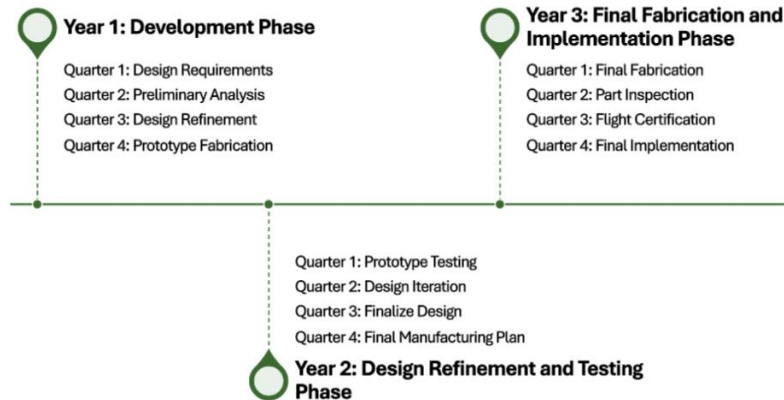 Year 1: Development Phase
Quarter 1: Design Requirements
Quarter 2: Preliminary Analysis
Quarter 3: Design Refinement
Quarter 4: Prototype Fabrication
Quarter 1: Prototype Testing
Quarter 2: Design Iteration
Quarter 3: Finalize Design
Quarter 4: Final Manufacturing Plan
Year 2: Design Refinement and Testing
Phase
Year 3: Final Fabrication and
Implementation Phase
Quarter 1: Final Fabrication
Quarter 2: Part Inspection
Quarter 3: Flight Certification
Quarter 4: Final Implementation